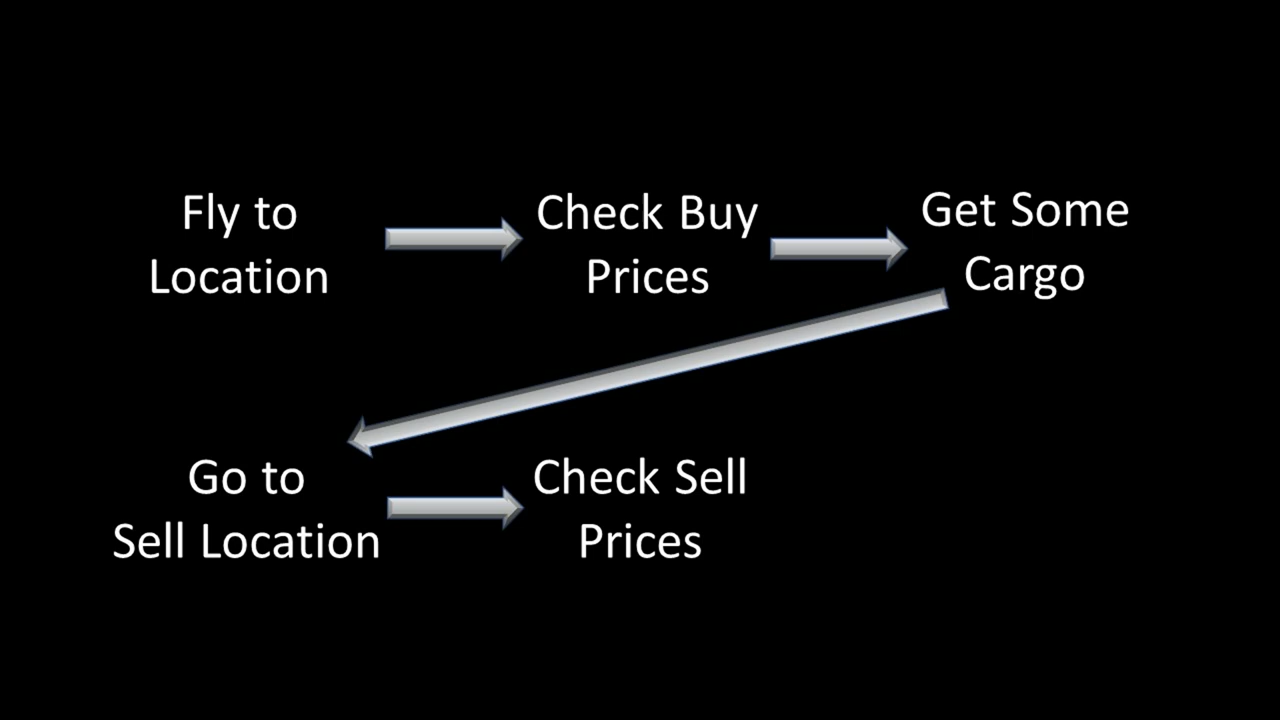 Fly to
Location
Check Buy
Prices
Get Some
Cargo
Go to
Sell Location
Check Sell
Prices